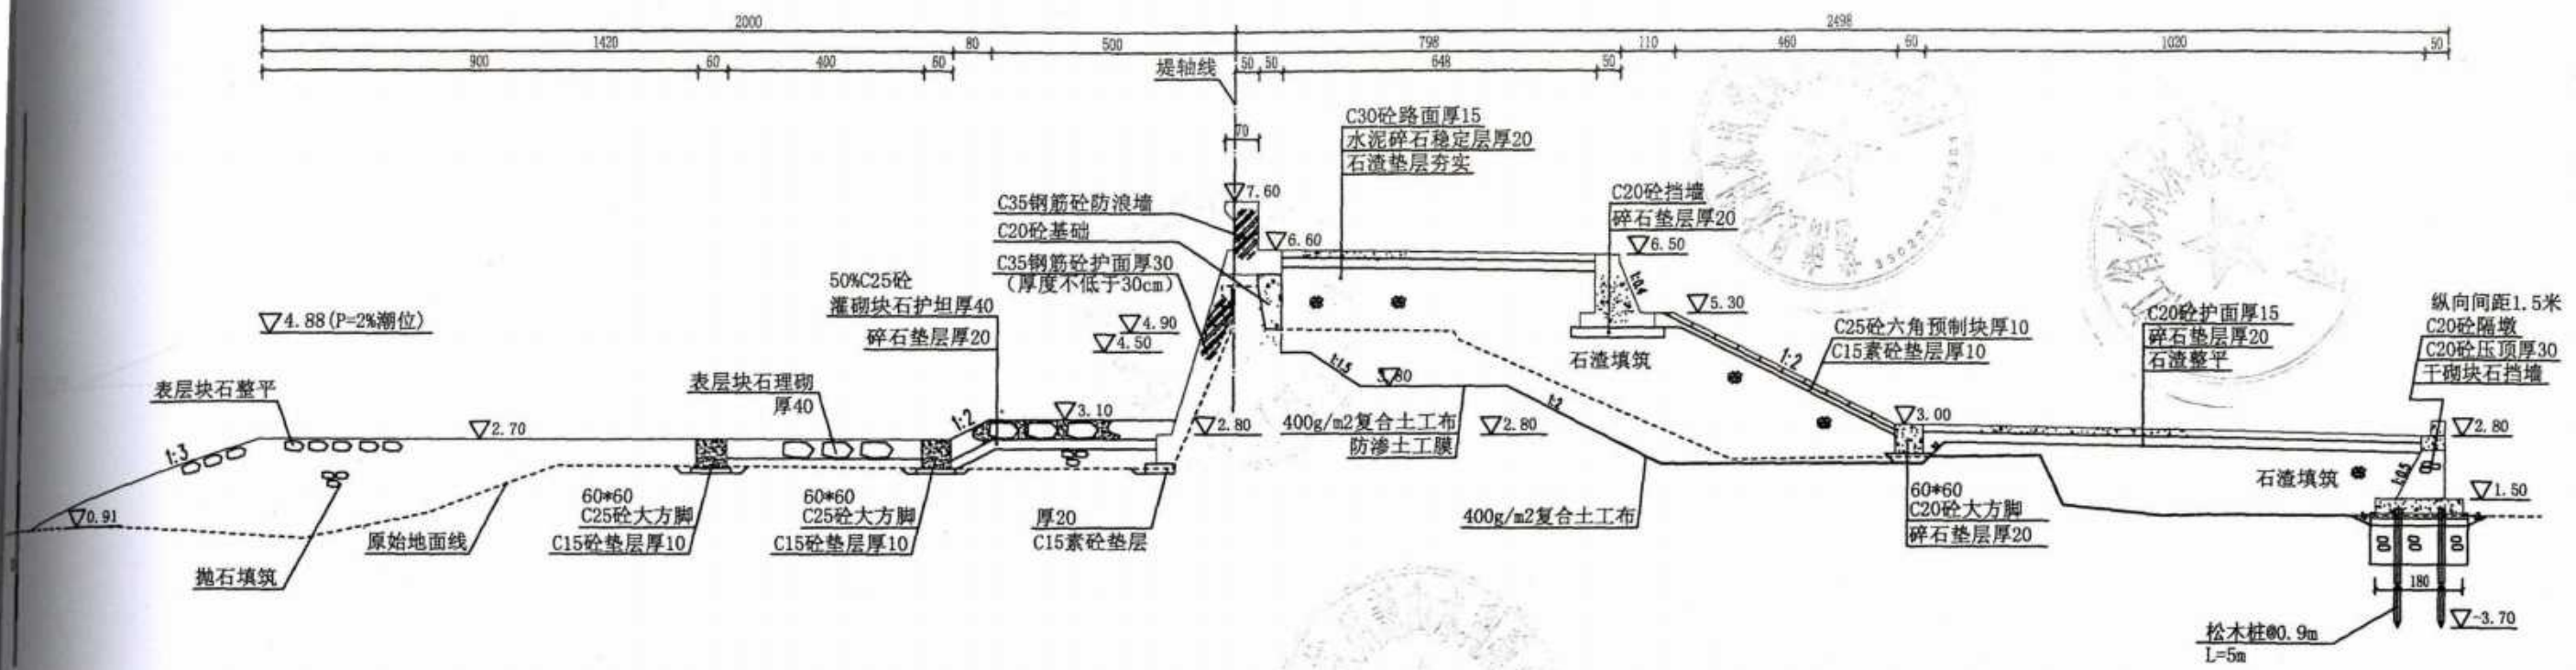 2000
2498
1420
80
500
798
110
460
60
1020
50
900
60
400
60
50
50
648
50
堤轴线
70
C30砼路面厚15
水泥碎石稳定层厚20
石渣垫层夯实
C20砼挡墙
碎石垫层厚20
7.60
C35钢筋砼防浪墙
C20砼基础
C35钢筋砼护面厚30
(厚度不低于30cm)
6.60
6.50
1:0.4
5.30
50%C25砼
灌砌块石护坦厚40
碎石垫层厚20
4.88(P=2%潮位)
4.90
4.50
石渣填筑
1:2
C25砼六角预制块厚10
C15素砼垫层厚10
C20砼护面厚15
碎石垫层厚20
石渣整平
纵向间距1.5米
C20砼隔墩
C20砼压顶厚30
干砌块石挡墙
表层块石整平
表层块石理砌
厚40
1:1.5
1:2
3.10
2.70
1:2
1:3
2.80
400g/m2复合土工布
防渗土工膜
2.80
3.00
2.80
石渣填筑
1:0.5
1.50
0.91
原始地面线
抛石填筑
60*60
C25砼大方脚
C15砼垫层厚10
60*60
C25砼大方脚
C15砼垫层厚10
厚20
C15素砼垫层
400g/m2复合土工布
60*60
C20砼大方脚
碎石垫层厚20
180
-3.70
松木桩@0.9m
L=5m